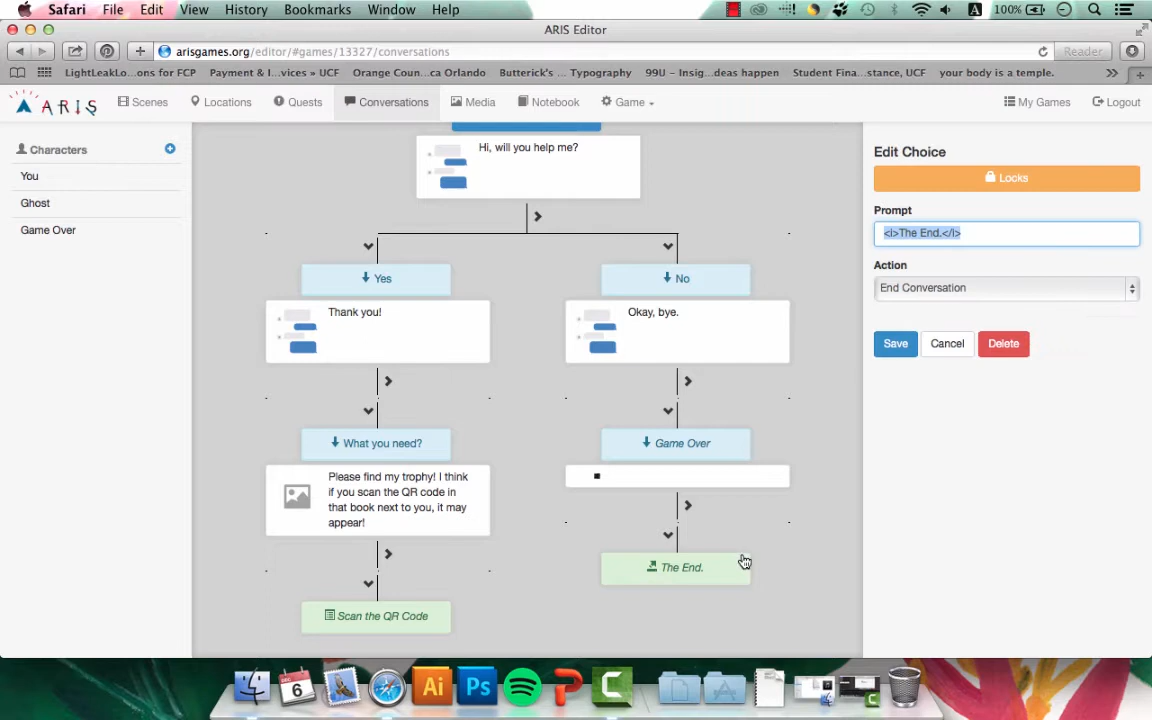 Safari File Edit View History Bookmarks Window Help 100%
ARIS Editor
arisgames.org/editor/#games/13327/conversations
Reader
LightLeakLo...ons for FCP Payment & I...vices » UCF Orange Coun...ca Orlando Butterick's ... Typography 99U – Insig...deas happen Student Fina...stance, UCF your body is a temple.
ARIS Scenes Locations Quests Conversations Media Notebook Game My Games Logout
Characters
You
Ghost
Game Over
Hi, will you help me?
Yes
No
Thank you!
Okay, bye.
What you need?
Game Over
Please find my trophy! I think
if you scan the QR code in
that book next to you, it may
appear!
The End.
Scan the QR Code
Edit Choice
Locks
Prompt
<i>The End.</i>
Action
End Conversation
Save Cancel Delete
DEC
6
Ai Ps